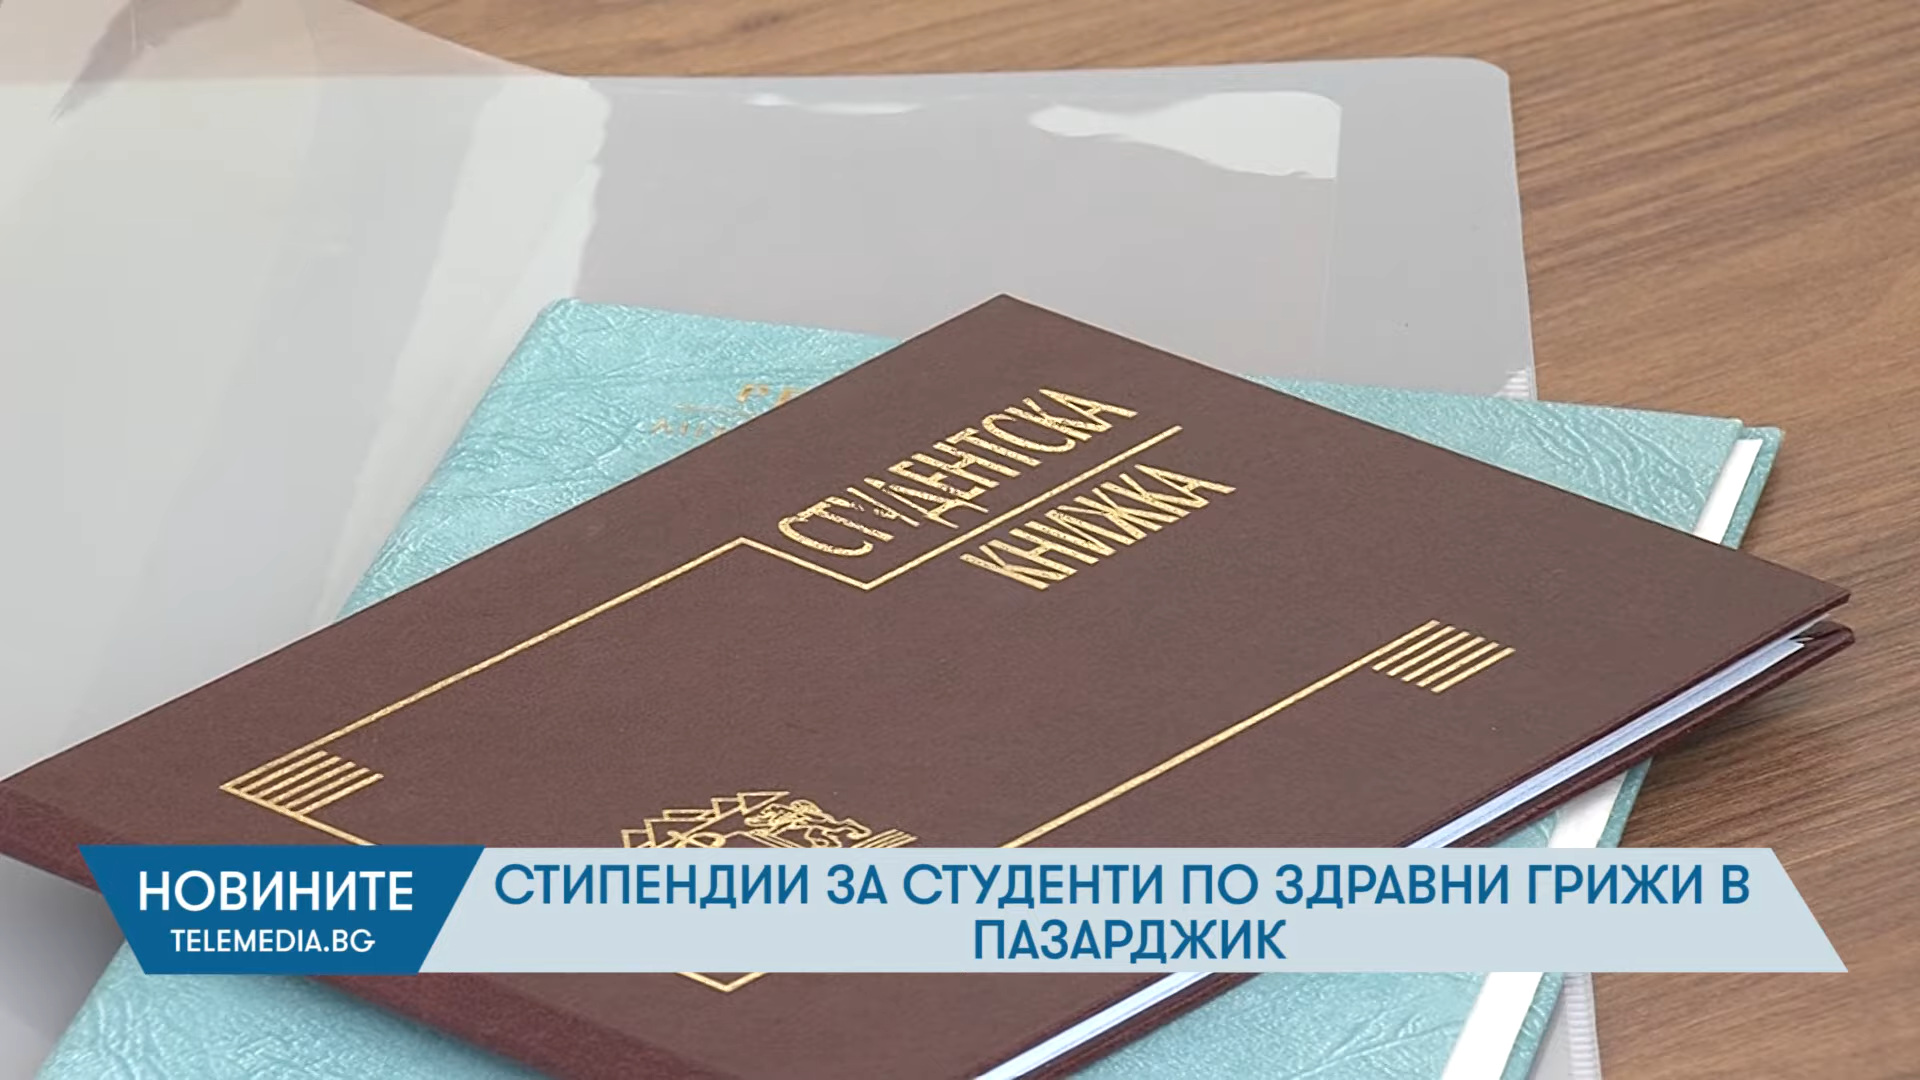 СТУДЕНТСКА
КНИЖКА
НОВИНИТЕ
TELEMEDIA.BG
СТИПЕНДИИ ЗА СТУДЕНТИ ПО ЗДРАВНИ ГРИЖИ В
ПАЗАРДЖИК